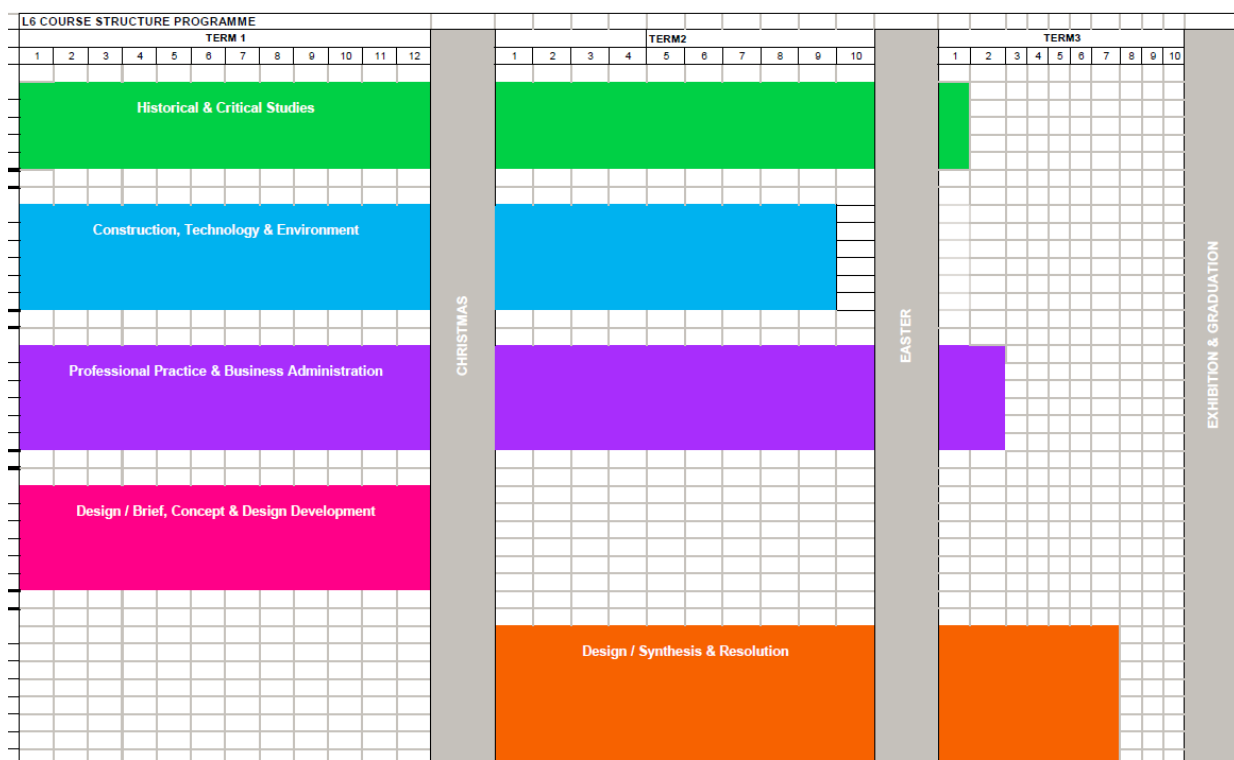 L6 COURSE STRUCTURE PROGRAMME
TERM 1
TERM2
TERM3
1 2 3 4 5 6 7 8 9 10 11 12
1 2 3 4 5 6 7 8 9 10
1 2 3 4 5 6 7 8 9 10
Historical & Critical Studies
Construction, Technology & Environment
Professional Practice & Business Administration
Design / Brief, Concept & Design Development
Design / Synthesis & Resolution
CHRISTMAS
EASTER
EXHIBITION & GRADUATION